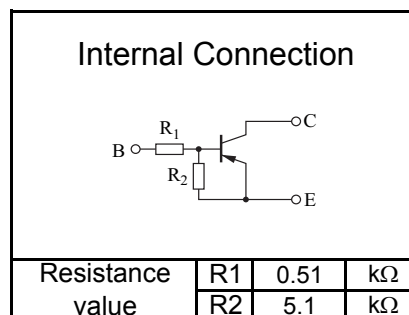 Internal Connection
C
R1
B
R2
E
Resistance value R1 0.51 kΩ
R2 5.1 kΩ